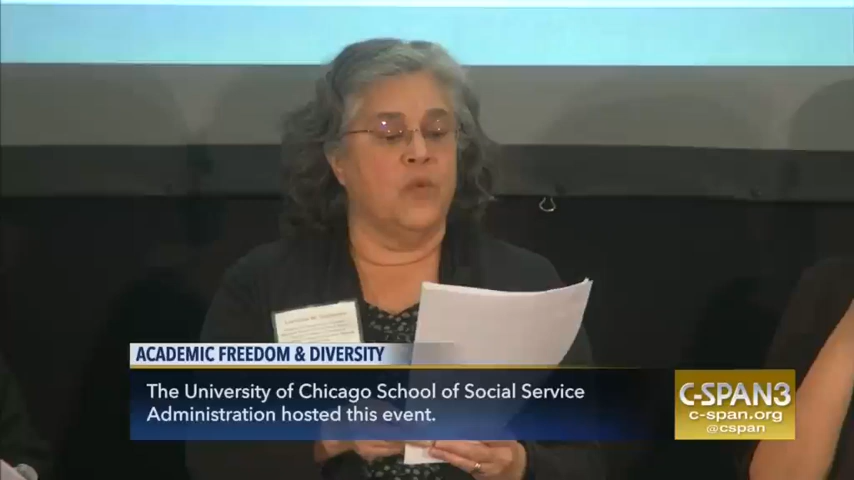 ACADEMIC FREEDOM & DIVERSITY
The University of Chicago School of Social Service
Administration hosted this event.
C-SPAN3
c-span.org
@cspan